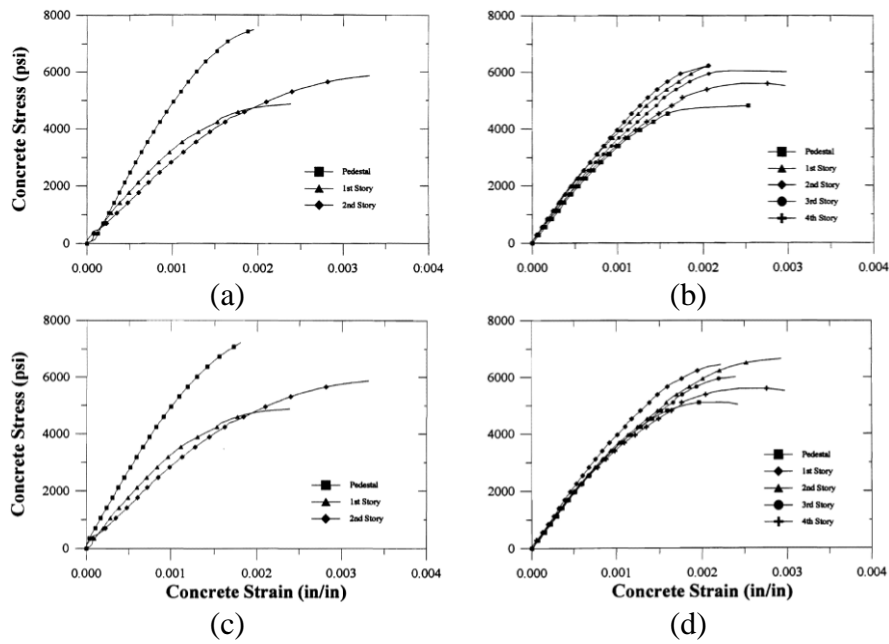 Concrete Stress (psi)
8000
6000
4000
2000
0
Pedestal
1st Story
2nd Story
0.000 0.001 0.002 0.003 0.004
(a)
8000
6000
4000
2000
0
Pedestal
1st Story
2nd Story
3rd Story
4th Story
0.000 0.001 0.002 0.003 0.004
(b)
Concrete Stress (psi)
8000
6000
4000
2000
0
Pedestal
1st Story
2nd Story
0.000 0.001 0.002 0.003 0.004
Concrete Strain (in/in)
(c)
8000
6000
4000
2000
0
Pedestal
1st Story
2nd Story
3rd Story
4th Story
0.000 0.001 0.002 0.003 0.004
Concrete Strain (in/in)
(d)